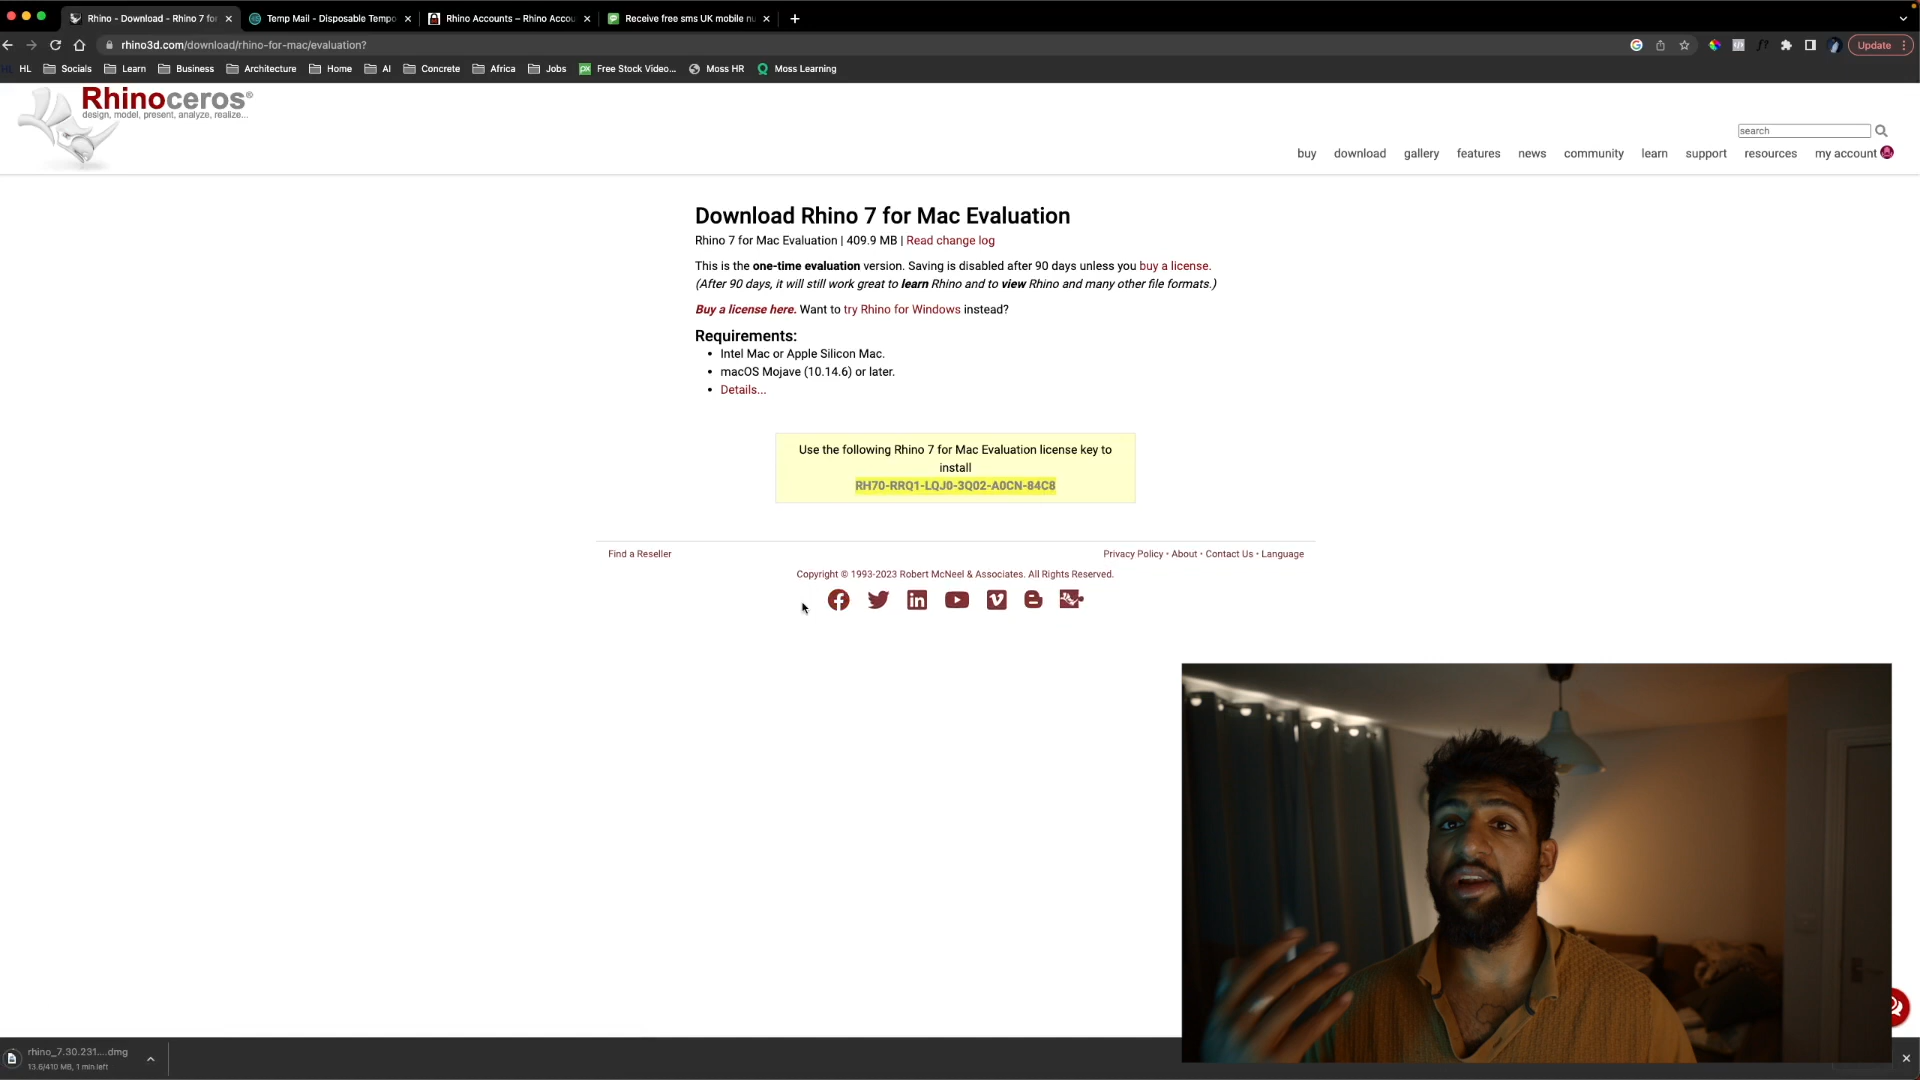 Rhino - Download - Rhino 7 fo
Temp Mail - Disposable Tempo
Rhino Accounts – Rhino Accou
Receive free sms UK mobile nu
rhino3d.com/download/rhino-for-mac/evaluation?
Update
HL
Socials
Learn
Business
Architecture
Home
AI
Concrete
Africa
Jobs
Free Stock Video...
Moss HR
Moss Learning
Rhinoceros®
design, model, present, analyze, realize...
search
buy download gallery features news community learn support resources my account
Download Rhino 7 for Mac Evaluation
Rhino 7 for Mac Evaluation | 409.9 MB | Read change log
This is the one-time evaluation version. Saving is disabled after 90 days unless you buy a license.
(After 90 days, it will still work great to learn Rhino and to view Rhino and many other file formats.)
Buy a license here. Want to try Rhino for Windows instead?
Requirements:
• Intel Mac or Apple Silicon Mac.
• macOS Mojave (10.14.6) or later.
• Details...
Use the following Rhino 7 for Mac Evaluation license key to
install
RH70-RRQ1-LQJ0-3Q02-A0CN-84C8
Find a Reseller
Privacy Policy • About • Contact Us • Language
Copyright © 1993-2023 Robert McNeel & Associates. All Rights Reserved.
rhino_7.30.231....dmg
13.6/410 MB, 1 min left